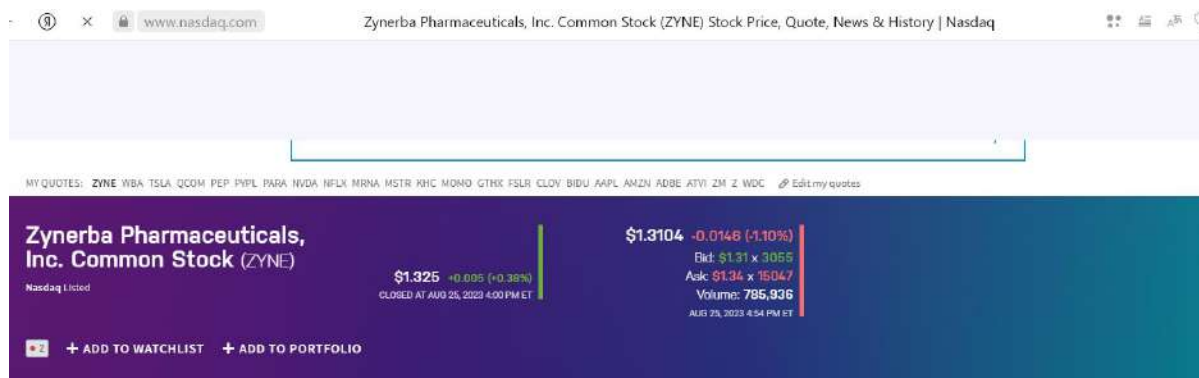 www.nasdaq.com
Zynerba Pharmaceuticals, Inc. Common Stock (ZYNE) Stock Price, Quote, News & History | Nasdaq
MY QUOTES: ZYNE WBA TSLA QCOM PEP PYPL PARA NVDA NFLX MRNA MSTR KHC MOMO GTHX FSLR CLOV BIDU AAPL AMZN ADBE ATVI ZM Z WDC Edit my quotes
Zynerba Pharmaceuticals,
Inc. Common Stock (ZYNE)
Nasdaq Listed
$1.325 +0.005 (+0.38%)
CLOSED AT AUG 25, 2023 4:00 PM ET
$1.3104 -0.0146 (-1.10%)
Bid: $1.31 x 3055
Ask: $1.34 x 15047
Volume: 785,936
AUG 25, 2023 4:54 PM ET
Z + ADD TO WATCHLIST + ADD TO PORTFOLIO